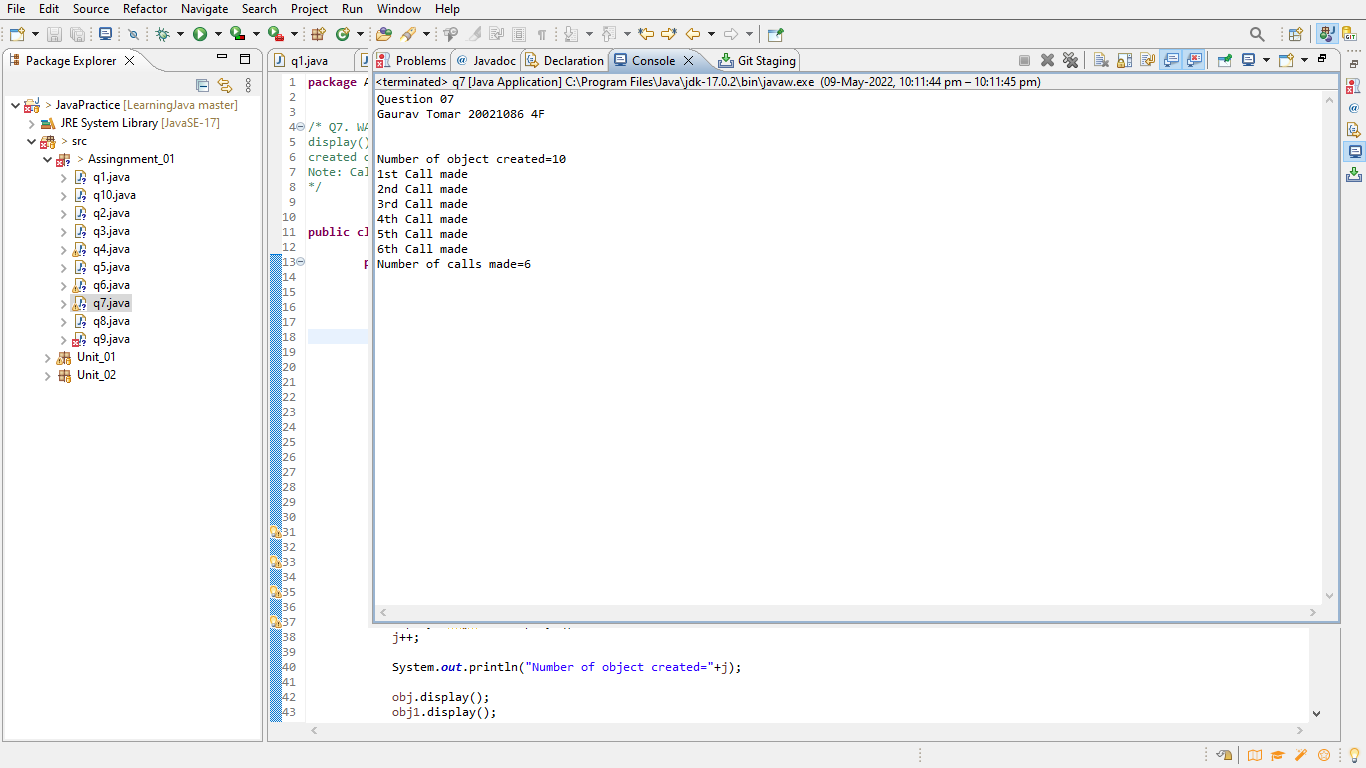 File Edit Source Refactor Navigate Search Project Run Window Help
Package Explorer
> JavaPractice [LearningJava master]
JRE System Library [JavaSE-17]
> src
> Assingnment_01
q1.java
q10.java
q2.java
q3.java
q4.java
q5.java
q6.java
q7.java
q8.java
q9.java
Unit_01
Unit_02
q1.java
Problems @ Javadoc Declaration Console Git Staging
<terminated> q7 [Java Application] C:\Program Files\Java\jdk-17.0.2\bin\javaw.exe (09-May-2022, 10:11:44 pm – 10:11:45 pm)
Question 07
Gaurav Tomar 20021086 4F
Number of object created=10
1st Call made
2nd Call made
3rd Call made
4th Call made
5th Call made
6th Call made
Number of calls made=6
1 package
2
3
4 /* Q7.
5 display()
6 created
7 Note:
8 */
9
10
11 public
12
13
14
15
16
17
18
19
20
21
22
23
24
25
26
27
28
29
30
31
32
33
34
35
36
37
38 j++;
39
40 System.out.println("Number of object created="+j);
41
42 obj.display();
43 obj1.display();